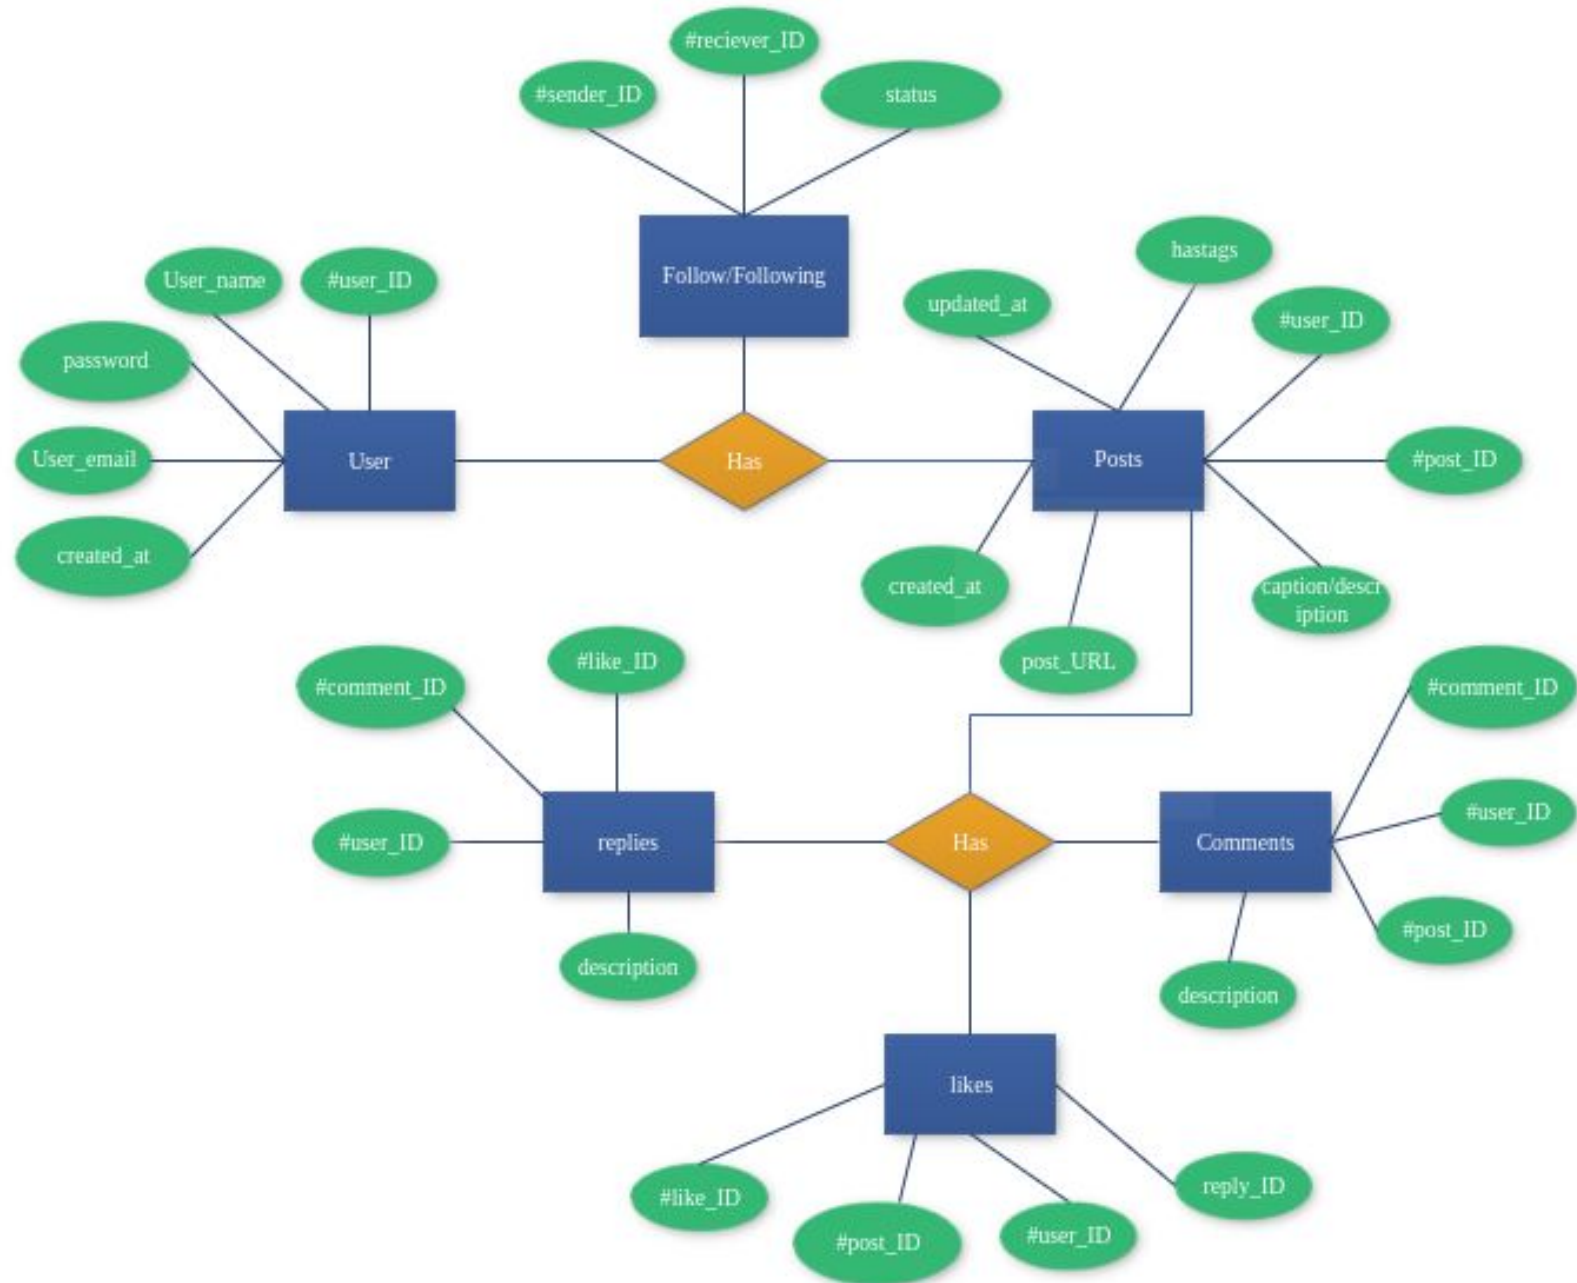 #reciever_ID
#sender_ID
status
Follow/Following
hastags
User_name
#user_ID
updated_at
#user_ID
password
User_email
User
Has
Posts
#post_ID
created_at
created_at
caption/descr
iption
post_URL
#comment_ID
#like_ID
#comment_ID
#user_ID
replies
Has
Comments
#user_ID
#post_ID
description
description
likes
#like_ID
#post_ID
#user_ID
reply_ID